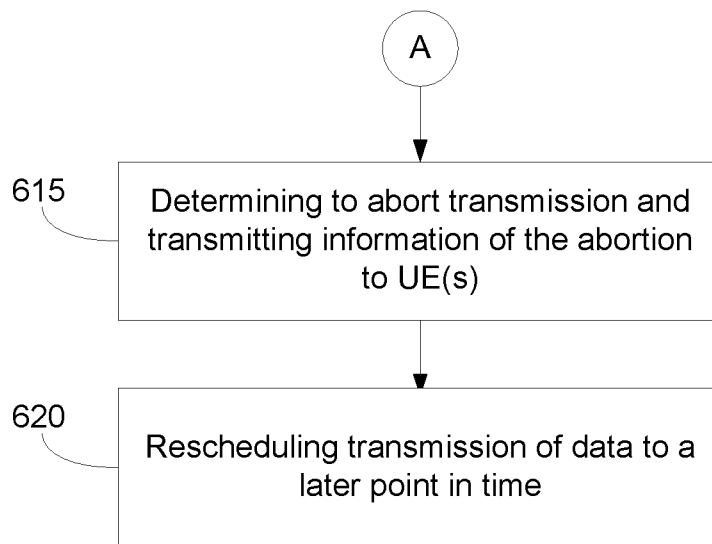 A
615
Determining to abort transmission and
transmitting information of the abortion
to UE(s)
620
Rescheduling transmission of data to a
later point in time